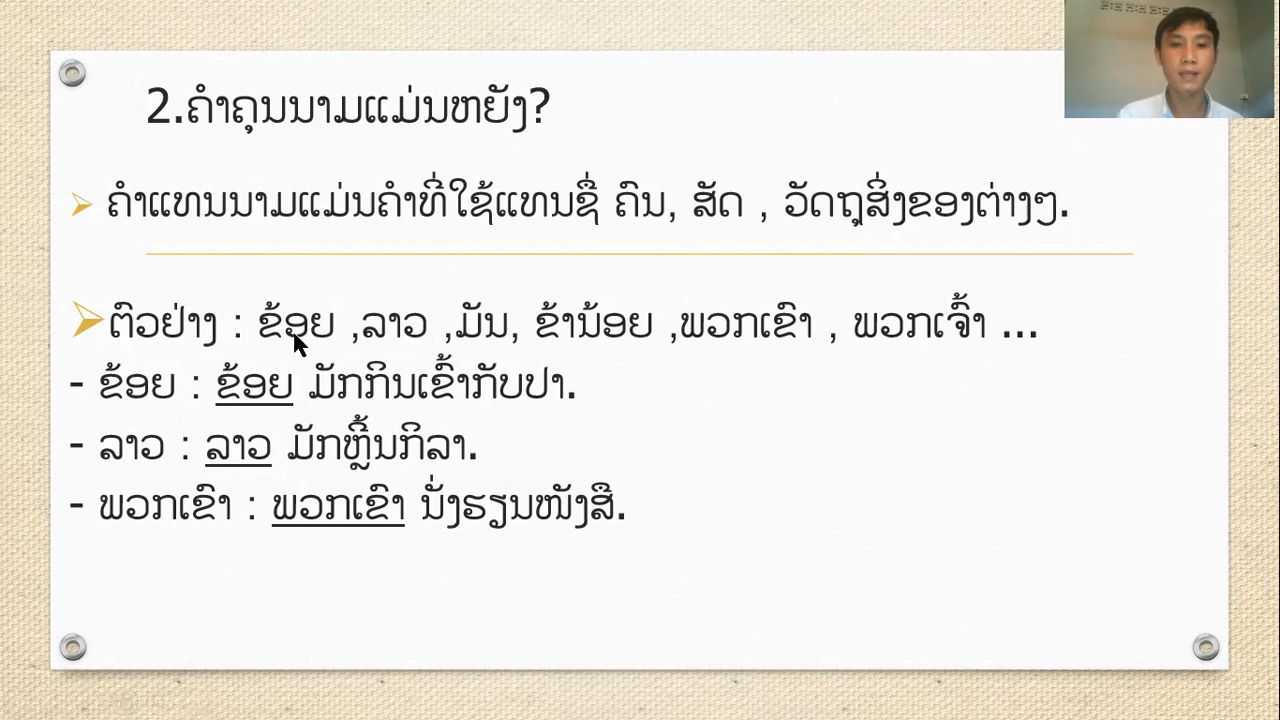 2.ຄຳຄຸນນາມແມ່ນຫຍັງ?
ຄຳແທນນາມແມ່ນຄຳທີ່ໃຊ້ແທນຊື່ ຄົນ, ສັດ , ວັດຖຸສິ່ງຂອງຕ່າງໆ.
ຕົວຢ່າງ : ຂ້ອຍ ,ລາວ ,ມັນ, ຂ້ານ້ອຍ ,ພວກເຂົາ , ພວກເຈົ້າ ...
- ຂ້ອຍ : ຂ້ອຍ ມັກກິນເຂົ້າກັບປາ.
- ລາວ : ລາວ ມັກຫຼີ້ນກິລາ.
- ພວກເຂົາ : ພວກເຂົາ ນັ່ງຮຽນໜັງສື.